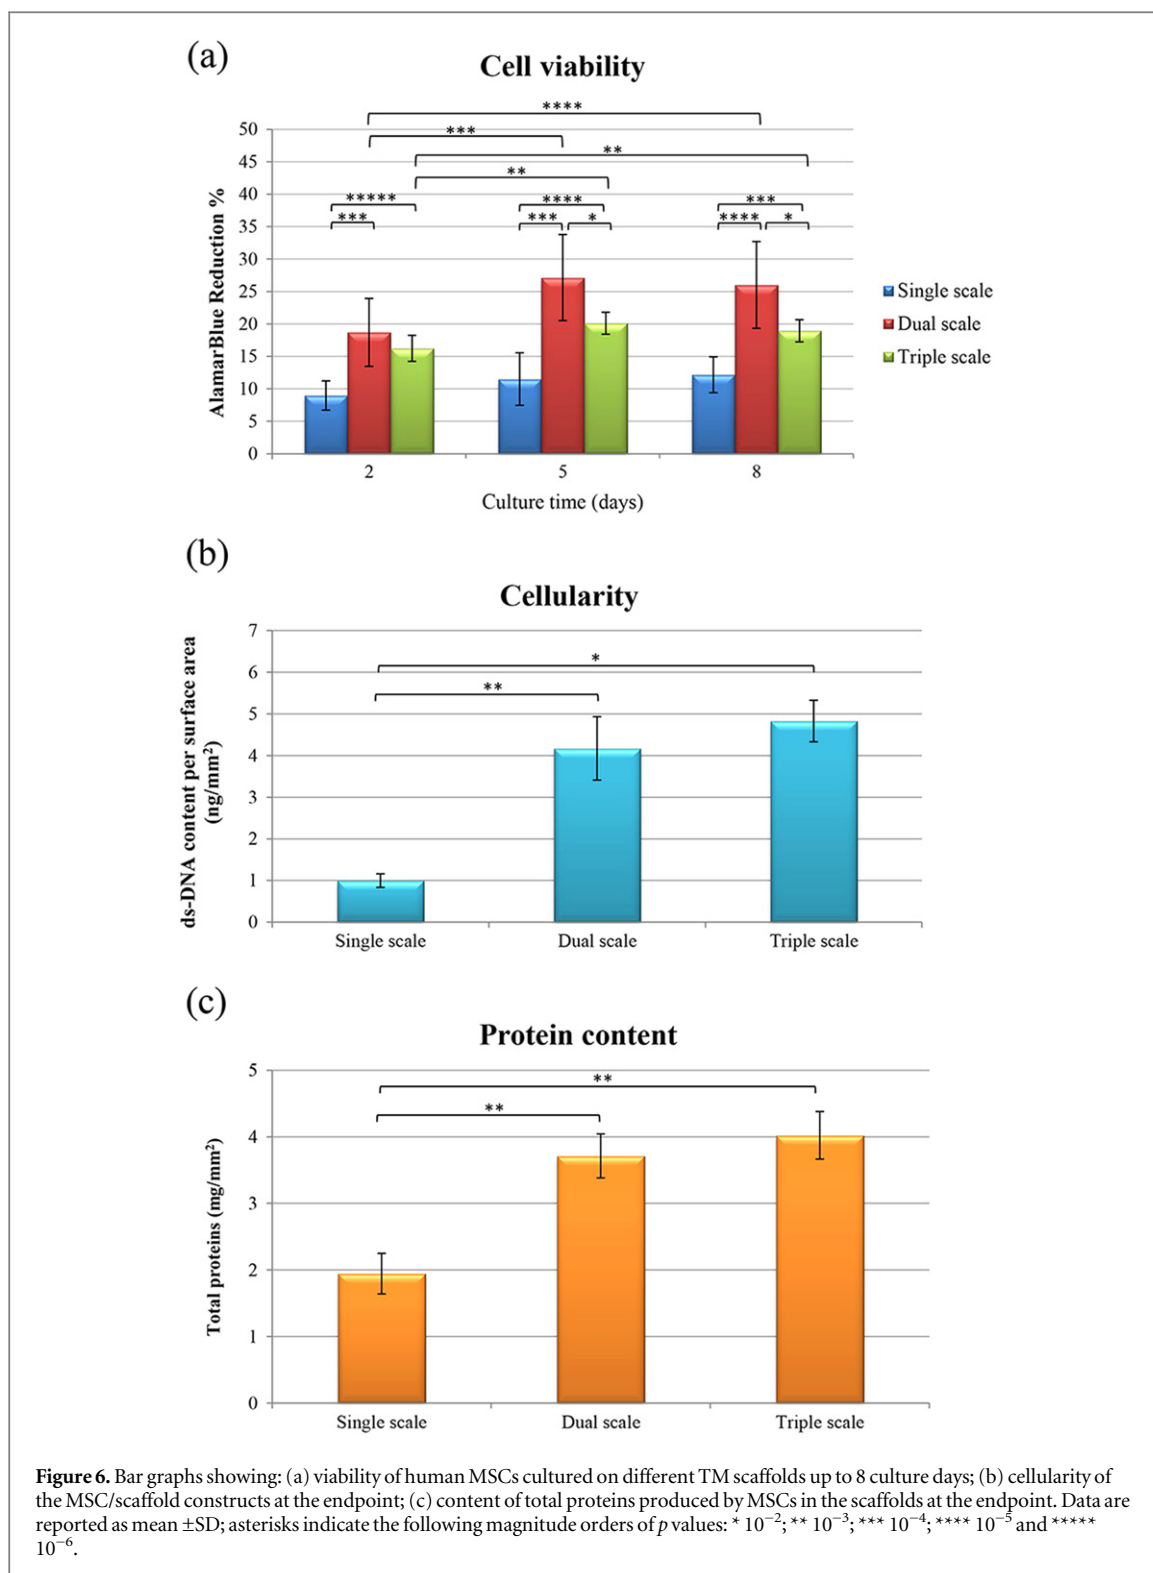 (a)
Cell viability
****
***
**
**
*****
***
****
***
*
***
****
*
AlamarBlue Reduction %
50
45
40
35
30
25
20
15
10
5
0
2
5
8
Culture time (days)
Single scale
Dual scale
Triple scale
(b)
Cellularity
*
**
ds-DNA content per surface area
(ng/mm²)
7
6
5
4
3
2
1
0
Single scale
Dual scale
Triple scale
(c)
Protein content
**
**
Total proteins (mg/mm²)
5
4
3
2
1
0
Single scale
Dual scale
Triple scale
Figure 6. Bar graphs showing: (a) viability of human MSCs cultured on different TM scaffolds up to 8 culture days; (b) cellularity of
the MSC/scaffold constructs at the endpoint; (c) content of total proteins produced by MSCs in the scaffolds at the endpoint. Data are
reported as mean ±SD; asterisks indicate the following magnitude orders of p values: * 10⁻²; ** 10⁻³; *** 10⁻⁴; **** 10⁻⁵ and *****
10⁻⁶.